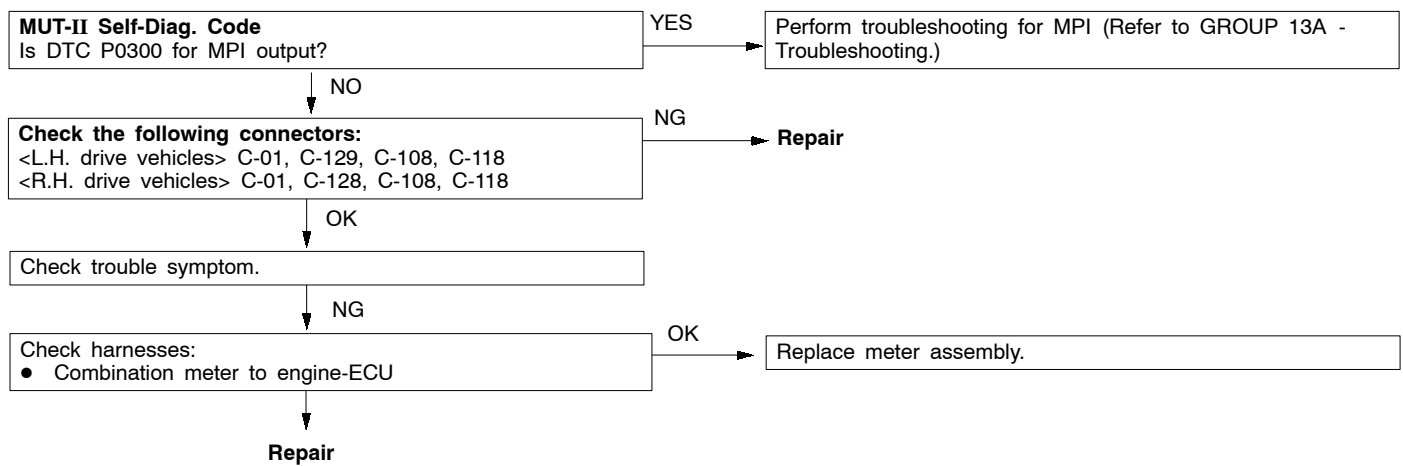 MUT-II Self-Diag. Code
Is DTC P0300 for MPI output?
YES
Perform troubleshooting for MPI (Refer to GROUP 13A -
Troubleshooting.)
NO
Check the following connectors:
<L.H. drive vehicles> C-01, C-129, C-108, C-118
<R.H. drive vehicles> C-01, C-128, C-108, C-118
NG
Repair
OK
Check trouble symptom.
NG
Check harnesses:
● Combination meter to engine-ECU
OK
Replace meter assembly.
Repair